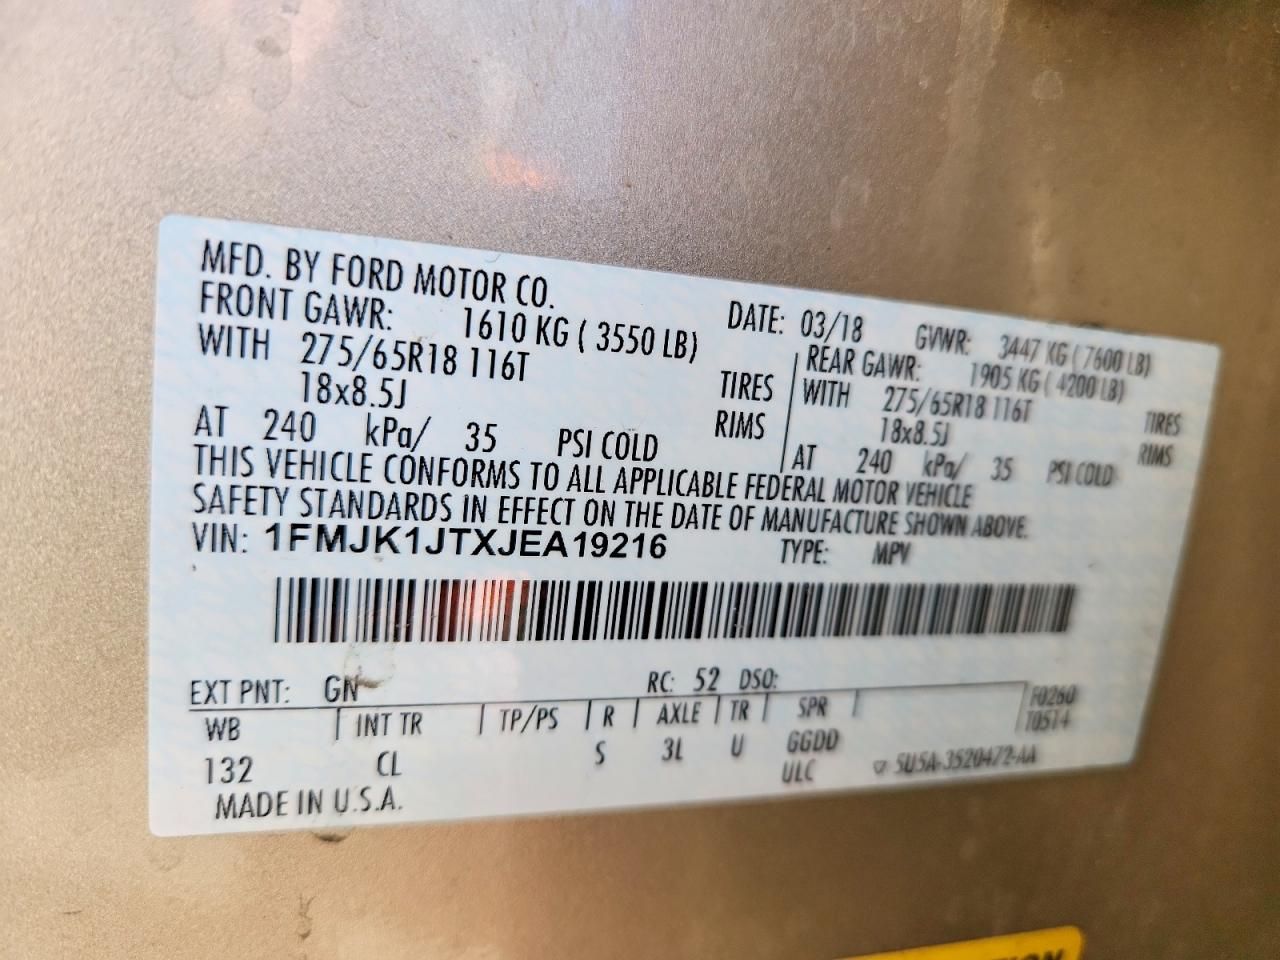 MFD. BY FORD MOTOR CO.
DATE: 03/18 GVWR: 3447 KG ( 7600 LB)
FRONT GAWR: 1610 KG ( 3550 LB)
REAR GAWR: 1905 KG ( 4200 LB)
WITH 275/65R18 116T TIRES
WITH 275/65R18 116T TIRES
18x8.5J RIMS
18x8.5J RIMS
AT 240 kPa/ 35 PSI COLD
AT 240 kPa/ 35 PSI COLD
THIS VEHICLE CONFORMS TO ALL APPLICABLE FEDERAL MOTOR VEHICLE
SAFETY STANDARDS IN EFFECT ON THE DATE OF MANUFACTURE SHOWN ABOVE.
VIN: 1FMJK1JTXJEA19216 TYPE: MPV
EXT PNT: GN RC: 52 DSO:
WB INT TR TP/PS R AXLE TR SPR
F0260
T0514
132 CL S 3L U GGDD
ULC 5U5A-3520472-AA
MADE IN U.S.A.